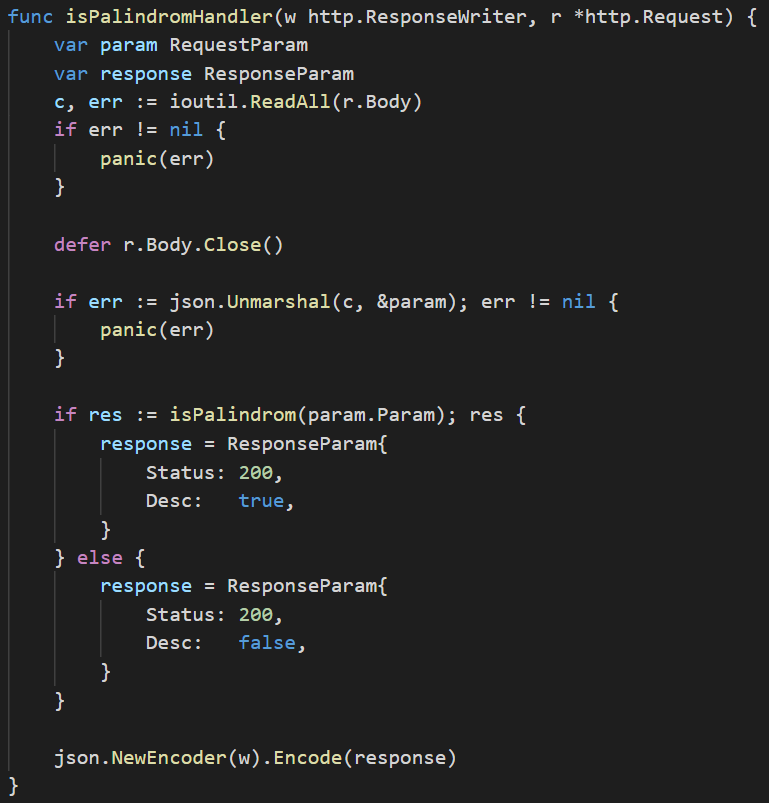 func isPalindromHandler(w http.ResponseWriter, r *http.Request) {
    var param RequestParam
    var response ResponseParam
    c, err := ioutil.ReadAll(r.Body)
    if err != nil {
        panic(err)
    }

    defer r.Body.Close()

    if err := json.Unmarshal(c, &param); err != nil {
        panic(err)
    }

    if res := isPalindrom(param.Param); res {
        response = ResponseParam{
            Status: 200,
            Desc:   true,
        }
    } else {
        response = ResponseParam{
            Status: 200,
            Desc:   false,
        }
    }

    json.NewEncoder(w).Encode(response)
}